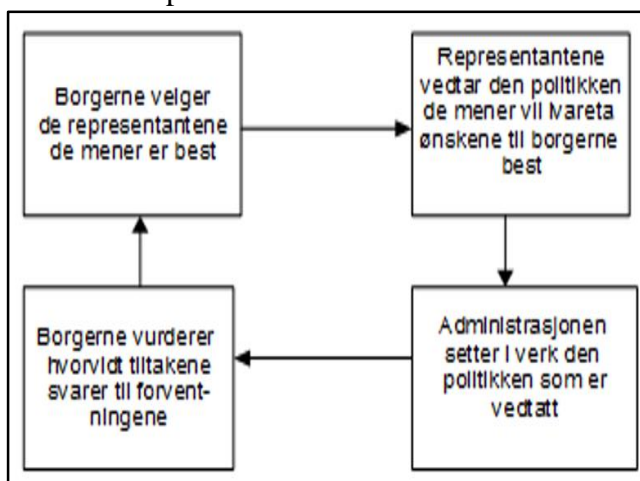 Borgerne velger
de representantene
de mener er best
Representantene
vedtar den politikken
de mener vil ivareta
ønskene til borgerne
best
Administrasjonen
setter i verk den
politikken som er
vedtatt
Borgerne vurderer
hvorvidt tiltakene
svarer til forvent-
ningene